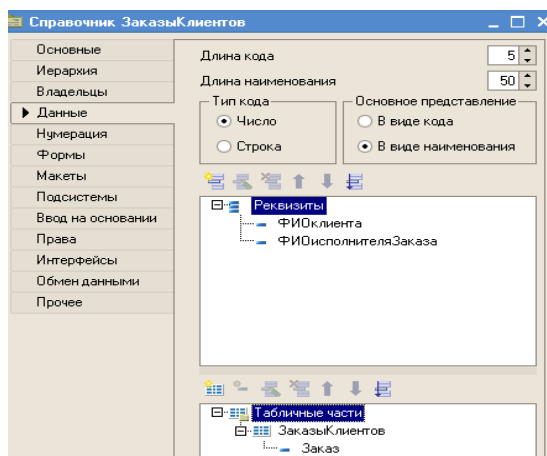 Справочник ЗаказыКлиентов
Основные
Иерархия
Владельцы
Данные
Нумерация
Формы
Макеты
Подсистемы
Ввод на основании
Права
Интерфейсы
Обмен данными
Прочее
Длина кода 5
Длина наименования 50
Тип кода
Число
Строка
Основное представление
В виде кода
В виде наименования
Реквизиты
ФИОклиента
ФИОисполнителяЗаказа
Табличные части
ЗаказыКлиентов
Заказ